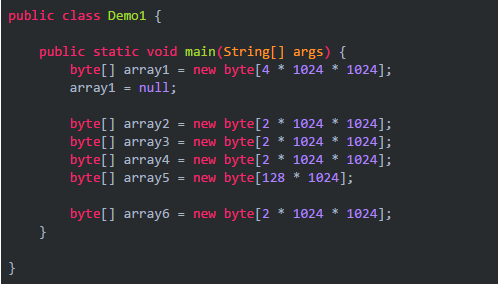 public class Demo1 {
    public static void main(String[] args) {
        byte[] array1 = new byte[4 * 1024 * 1024];
        array1 = null;
        byte[] array2 = new byte[2 * 1024 * 1024];
        byte[] array3 = new byte[2 * 1024 * 1024];
        byte[] array4 = new byte[2 * 1024 * 1024];
        byte[] array5 = new byte[128 * 1024];
        byte[] array6 = new byte[2 * 1024 * 1024];
    }
}